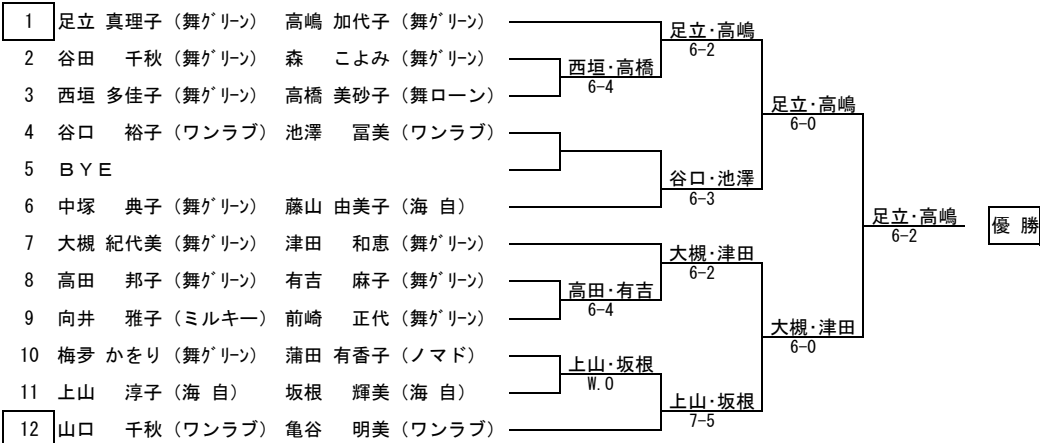 1 足立 真理子 (舞グリーン) 高嶋 加代子 (舞グリーン)
足立・高嶋
6-2
2 谷田 千秋 (舞グリーン) 森 こよみ (舞グリーン)
西垣・高橋
6-4
3 西垣 多佳子 (舞グリーン) 高橋 美砂子 (舞ローン)
足立・高嶋
6-0
4 谷口 裕子 (ワンラブ) 池澤 冨美 (ワンラブ)
5 ＢＹＥ
谷口・池澤
6-3
6 中塚 典子 (舞グリーン) 藤山 由美子 (海 自)
足立・高嶋
6-2
優 勝
7 大槻 紀代美 (舞グリーン) 津田 和恵 (舞グリーン)
大槻・津田
6-2
8 高田 邦子 (舞グリーン) 有吉 麻子 (舞グリーン)
高田・有吉
6-4
9 向井 雅子 (ミルキー) 前崎 正代 (舞グリーン)
大槻・津田
6-0
10 梅夛 かをり (舞グリーン) 蒲田 有香子 (ノマド)
上山・坂根
W.O
11 上山 淳子 (海 自) 坂根 輝美 (海 自)
上山・坂根
7-5
12 山口 千秋 (ワンラブ) 亀谷 明美 (ワンラブ)